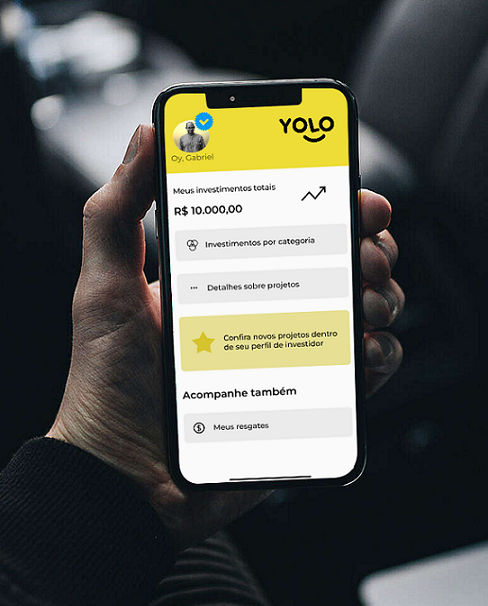 YOLO
Oy, Gabriel
Meus investimentos totais
R$ 10.000,00
Investimentos por categoria
Detalhes sobre projetos
Confira novos projetos dentro
de seu perfil de investidor
Acompanhe também
Meus resgates